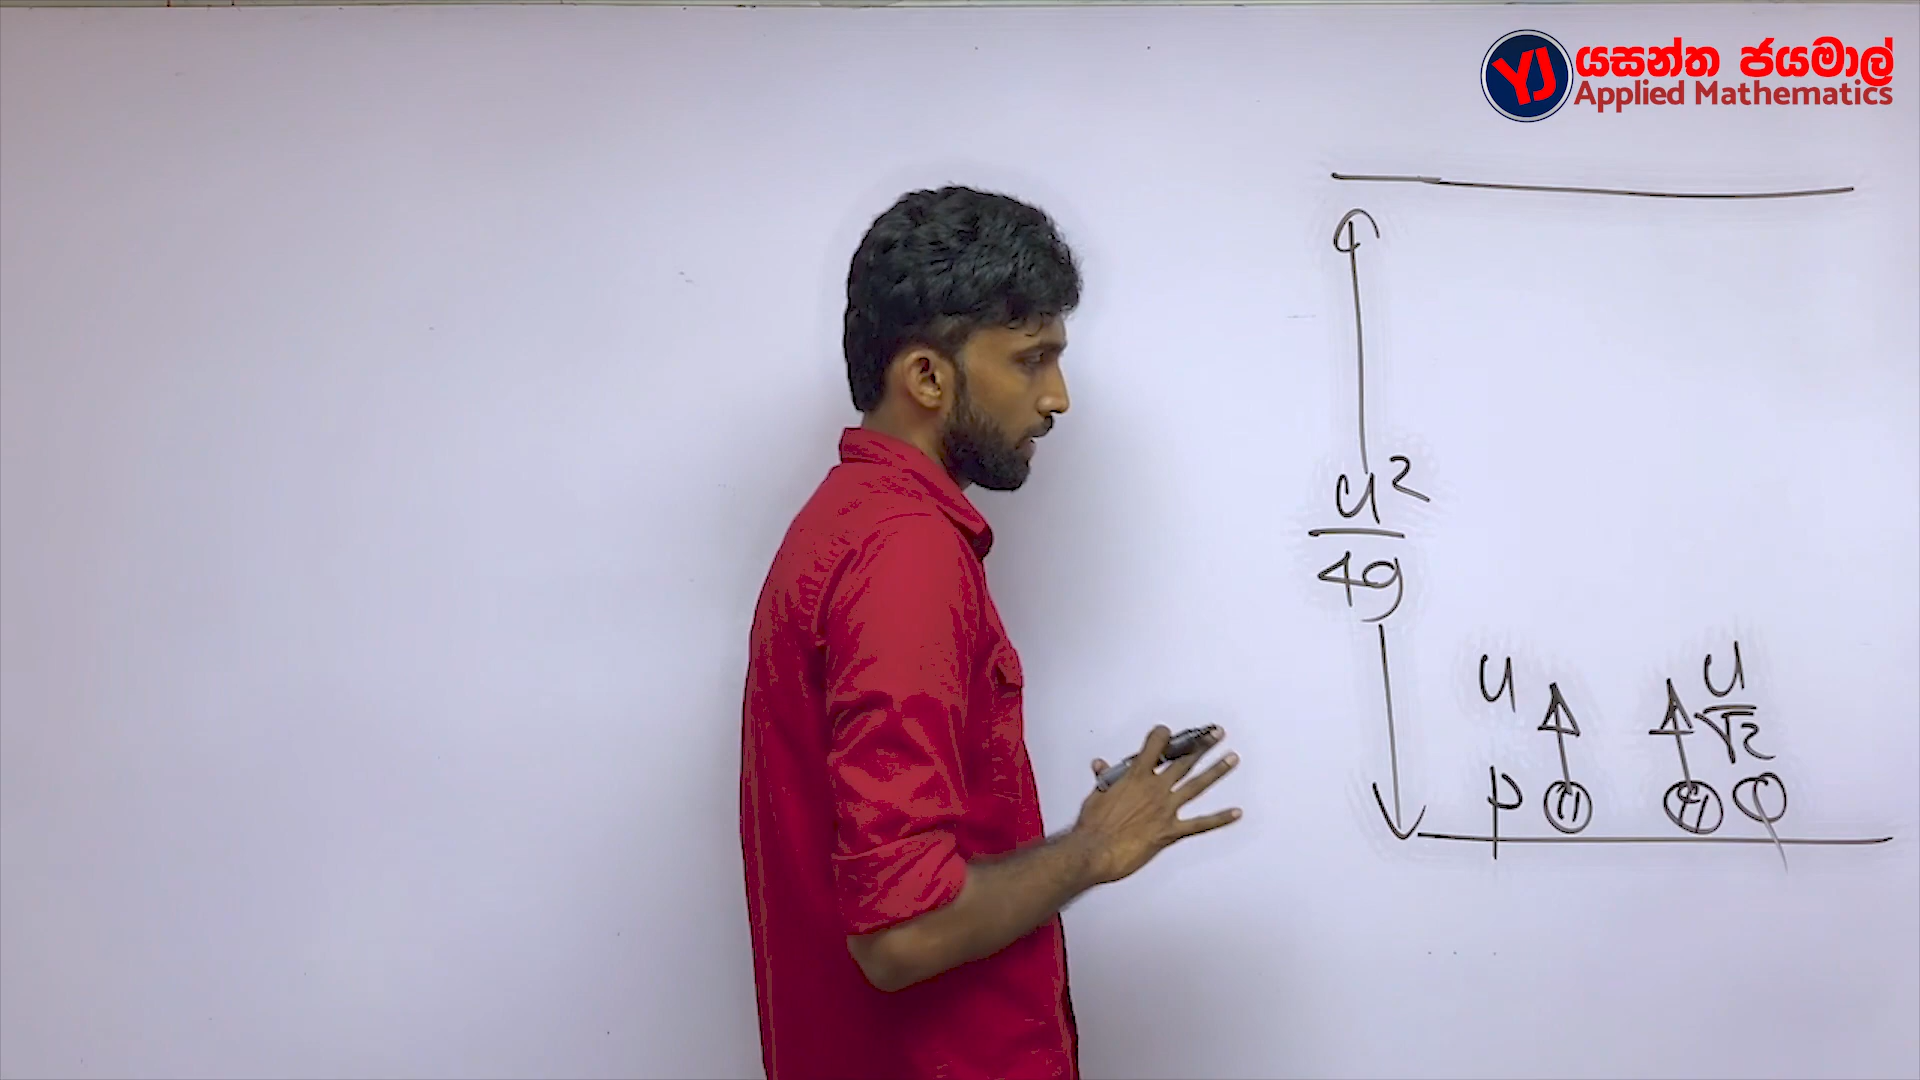 YJ යසන්ත ජයමාල්
Applied Mathematics
u²
4g
u
u
√2
P
Q